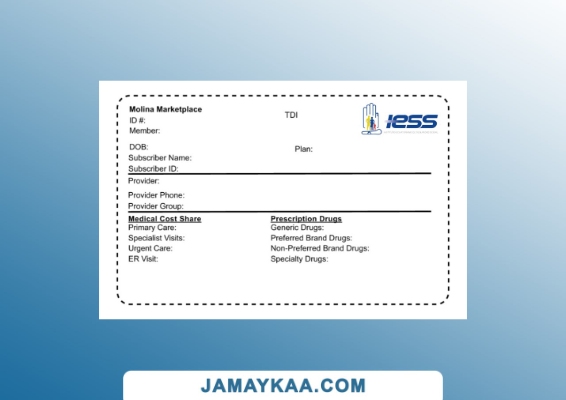 Molina Marketplace
TDI
IESS
ID #:
Member:
DOB:
Plan:
Subscriber Name:
Subscriber ID:
Provider:
Provider Phone:
Provider Group:
Medical Cost Share
Primary Care:
Specialist Visits:
Urgent Care:
ER Visit:
Prescription Drugs
Generic Drugs:
Preferred Brand Drugs:
Non-Preferred Brand Drugs:
Specialty Drugs:
JAMAYKAA.COM